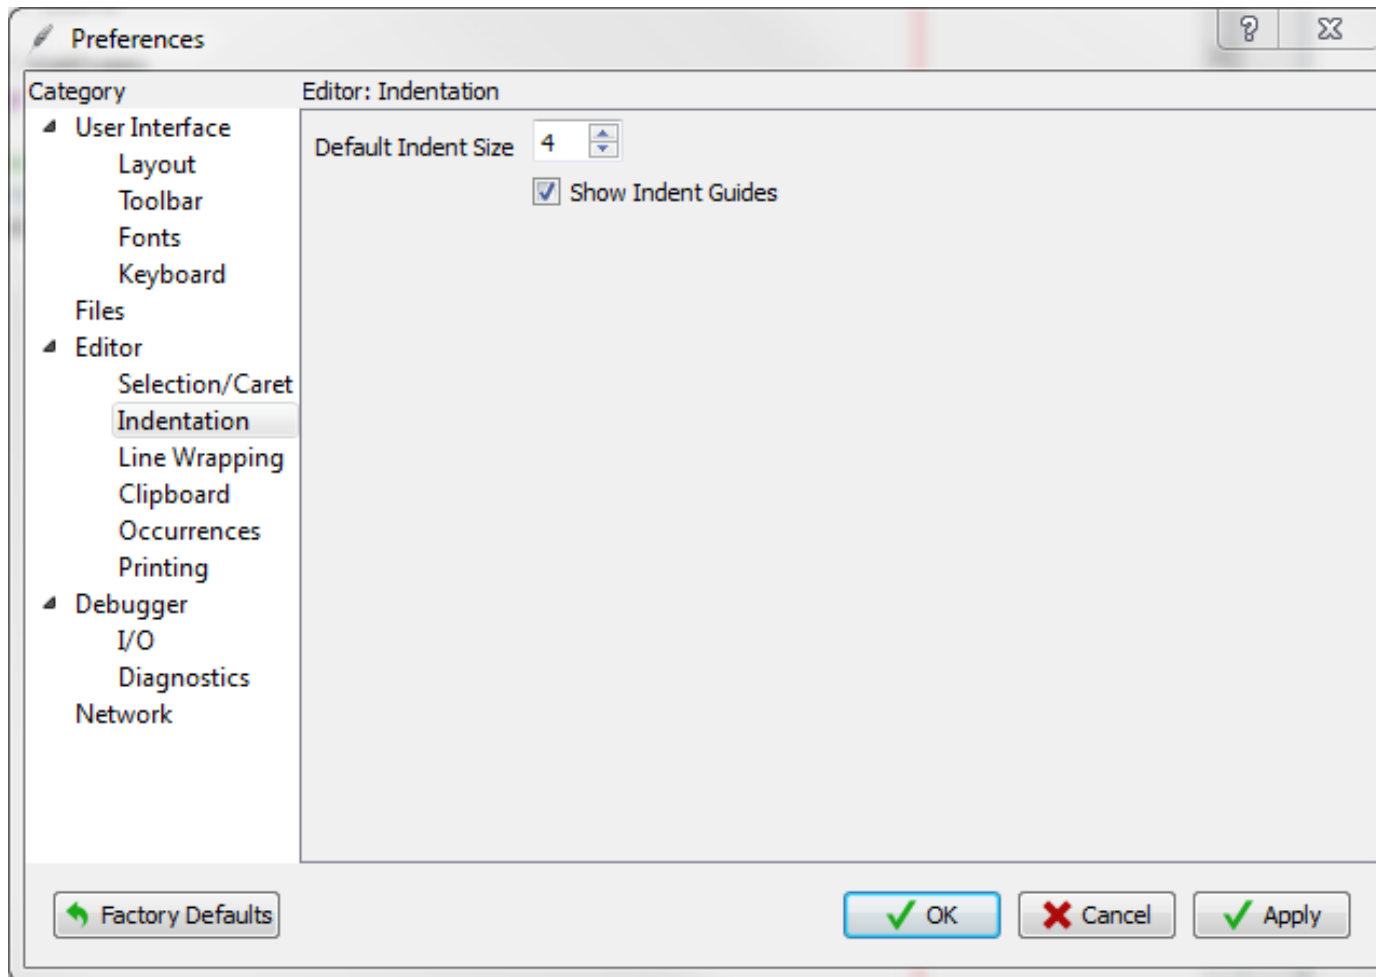 Preferences
Category
Editor: Indentation
User Interface
Layout
Toolbar
Fonts
Keyboard
Files
Editor
Selection/Caret
Indentation
Line Wrapping
Clipboard
Occurrences
Printing
Debugger
I/O
Diagnostics
Network
Default Indent Size 4
Show Indent Guides
Factory Defaults
OK
Cancel
Apply